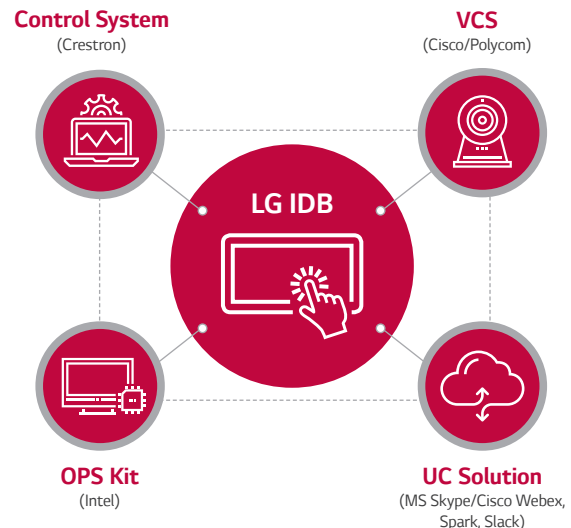 Control System
(Crestron)
VCS
(Cisco/Polycom)
LG IDB
OPS Kit
(Intel)
UC Solution
(MS Skype/Cisco Webex,
Spark, Slack)